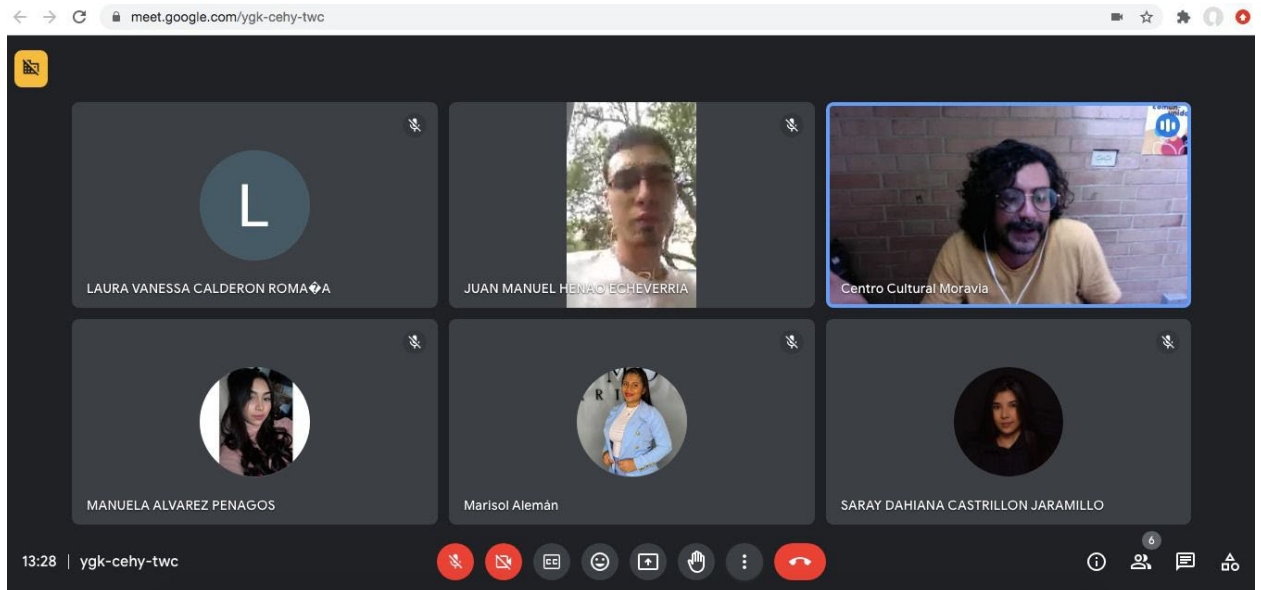 meet.google.com/ygk-cehy-twc
L
LAURA VANESSA CALDERON ROMA�A
JUAN MANUEL HENAO ECHEVERRIA
Centro Cultural Moravia
MANUELA ALVAREZ PENAGOS
Marisol Alemán
SARAY DAHIANA CASTRILLON JARAMILLO
13:28 | ygk-cehy-twc
CC
6